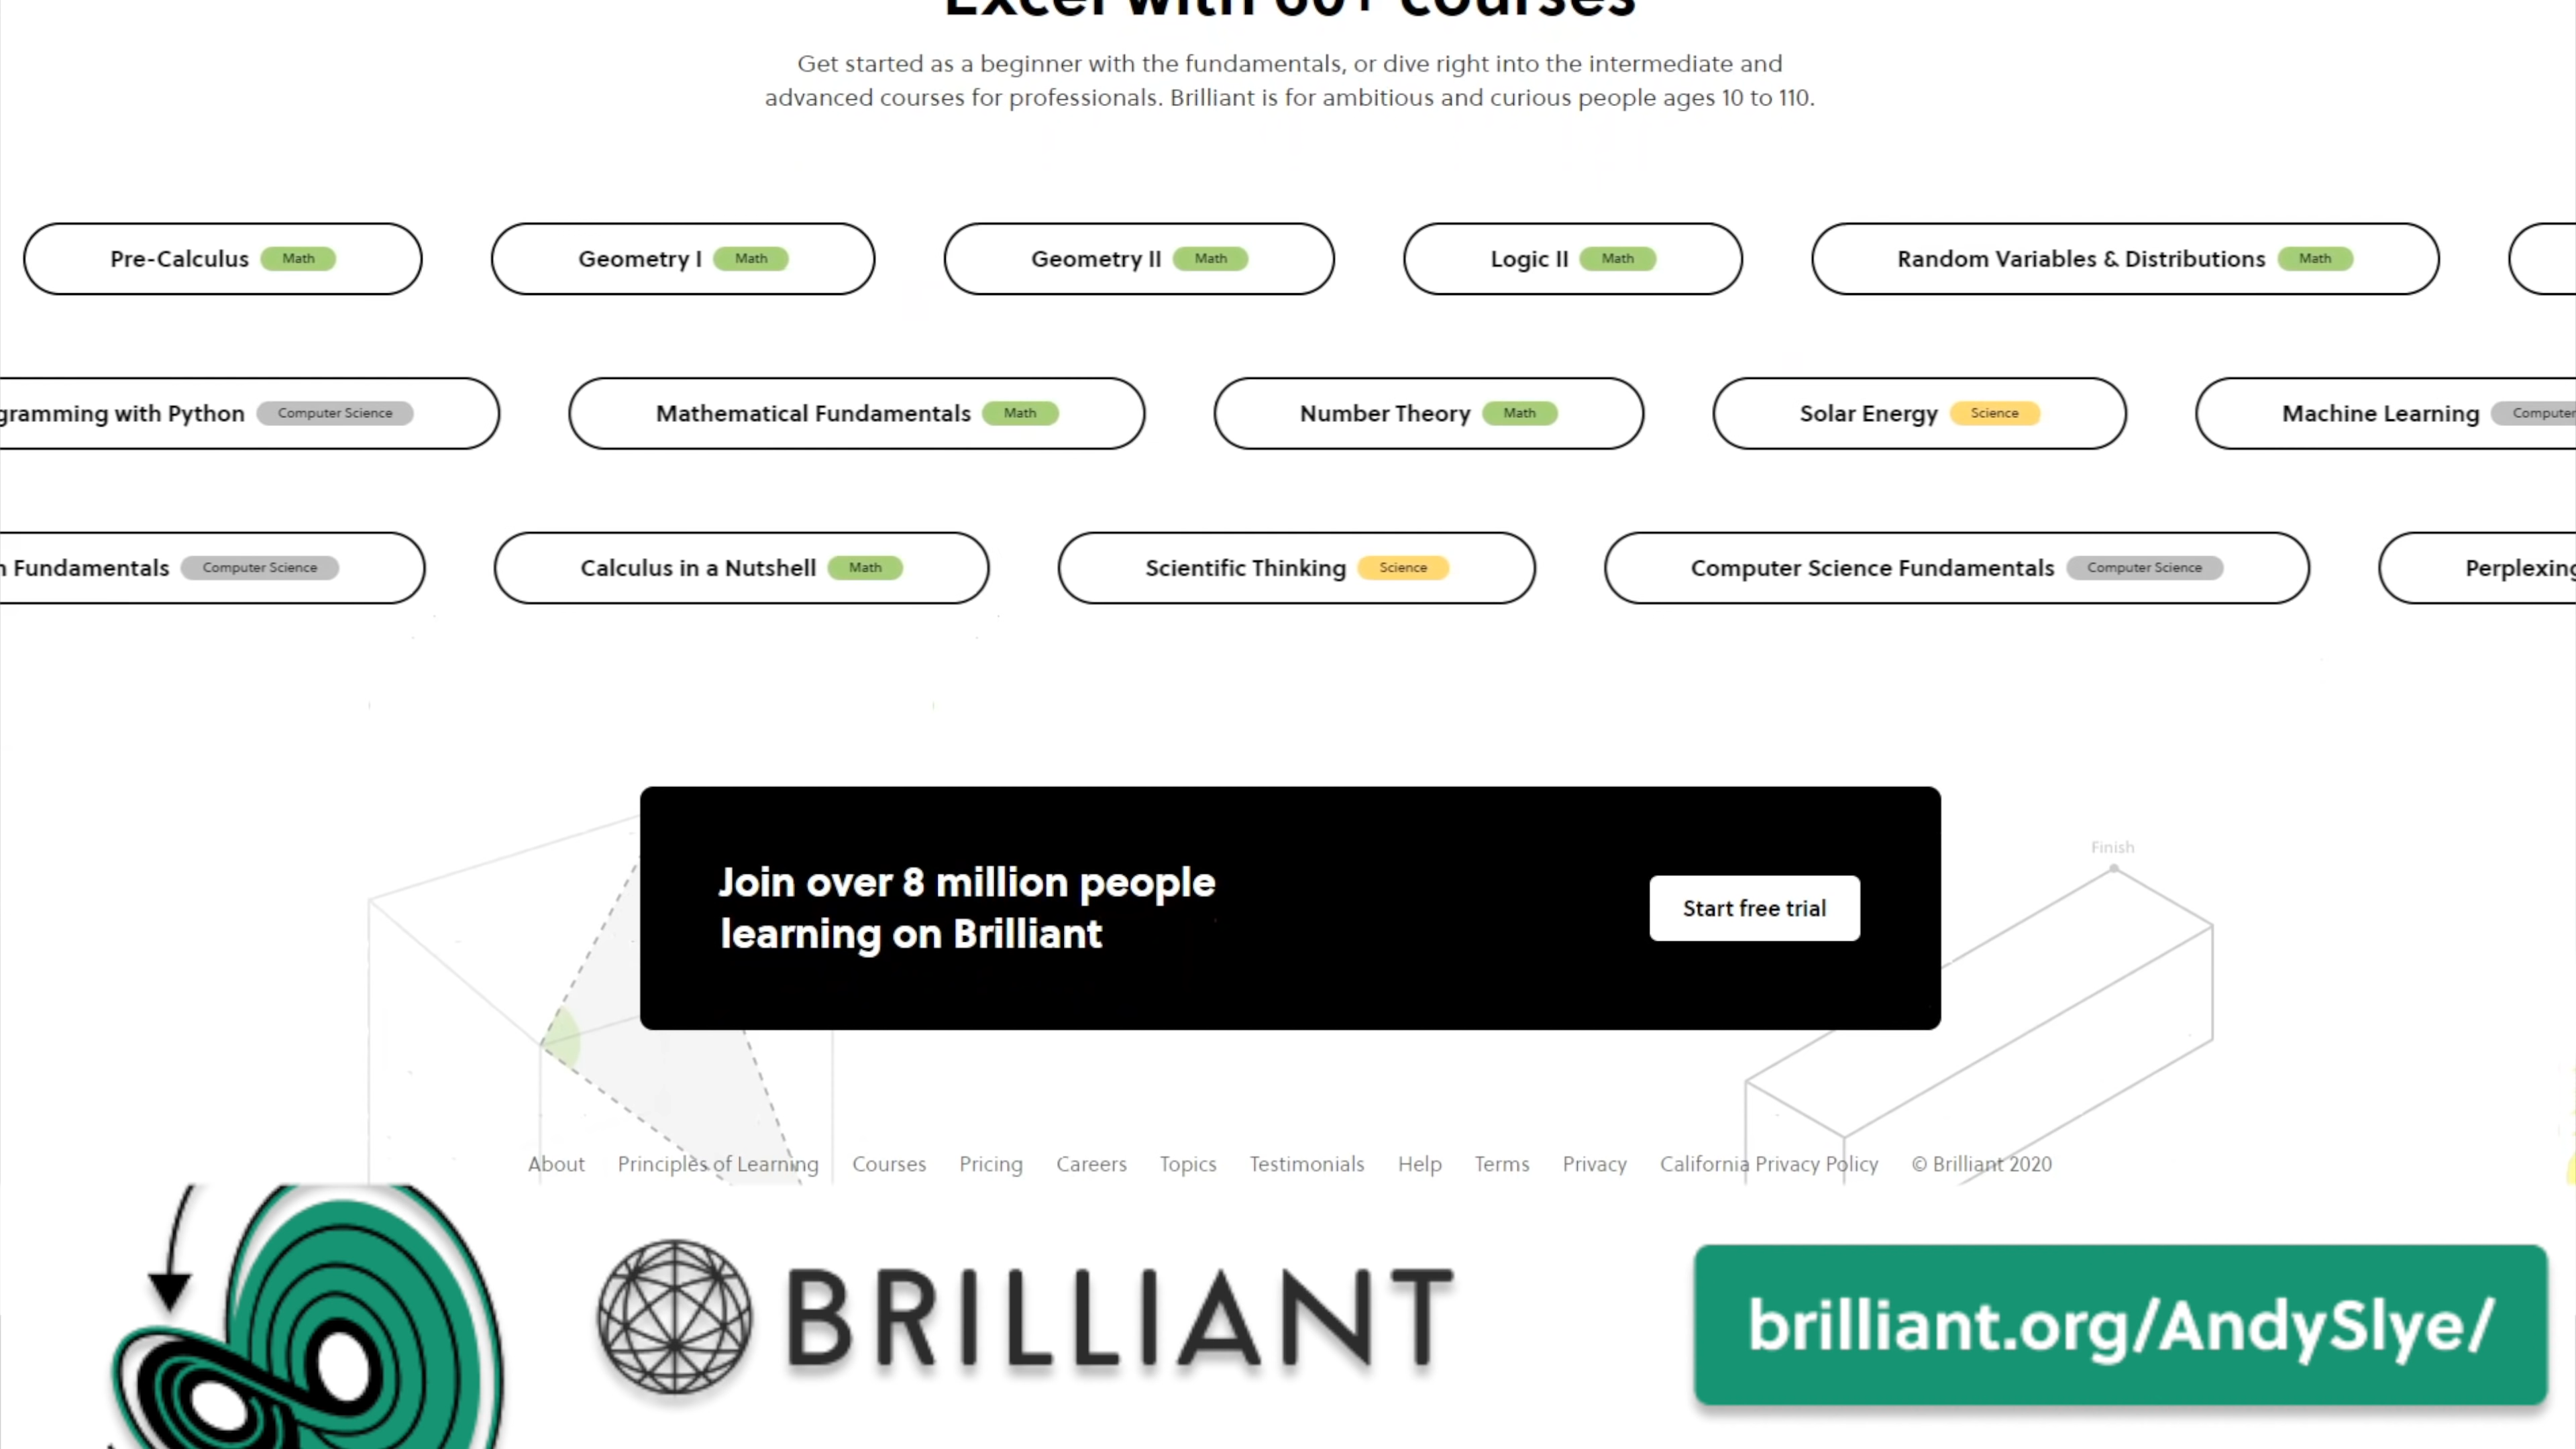 Excel with 60+ courses
Get started as a beginner with the fundamentals, or dive right into the intermediate and
advanced courses for professionals. Brilliant is for ambitious and curious people ages 10 to 110.
Pre-Calculus Math Geometry I Math Geometry II Math Logic II Math Random Variables & Distributions Math
gramming with Python Computer Science Mathematical Fundamentals Math Number Theory Math Solar Energy Science Machine Learning Computer
Fundamentals Computer Science Calculus in a Nutshell Math Scientific Thinking Science Computer Science Fundamentals Computer Science Perplexing
Finish
Join over 8 million people
learning on Brilliant
Start free trial
About Principles of Learning Courses Pricing Careers Topics Testimonials Help Terms Privacy California Privacy Policy © Brilliant 2020
BRILLIANT
brilliant.org/AndySlye/